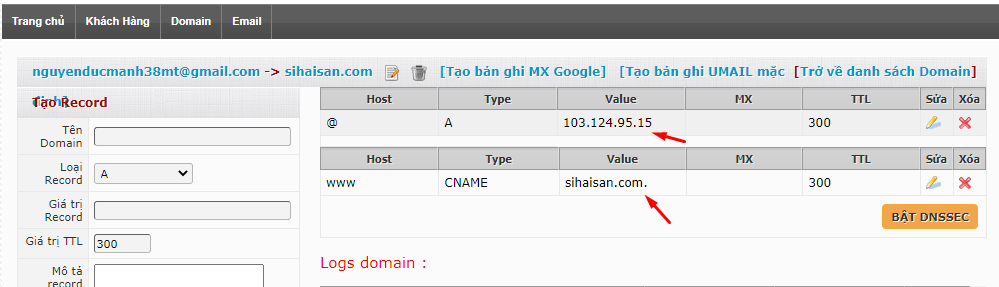 Trang chủ Khách Hàng Domain Email
nguyenducmanh38mt@gmail.com -> sihaisan.com [Tạo bản ghi MX Google] [Tạo bản ghi UMAIL mặc [Trở về danh sách Domain]
Tạo Record
Tên Domain
Loại Record A
Giá trị Record
Giá trị TTL 300
Mô tả record
Host Type Value MX TTL Sửa Xóa
@ A 103.124.95.15 300
Host Type Value MX TTL Sửa Xóa
www CNAME sihaisan.com. 300
BẬT DNSSEC
Logs domain :